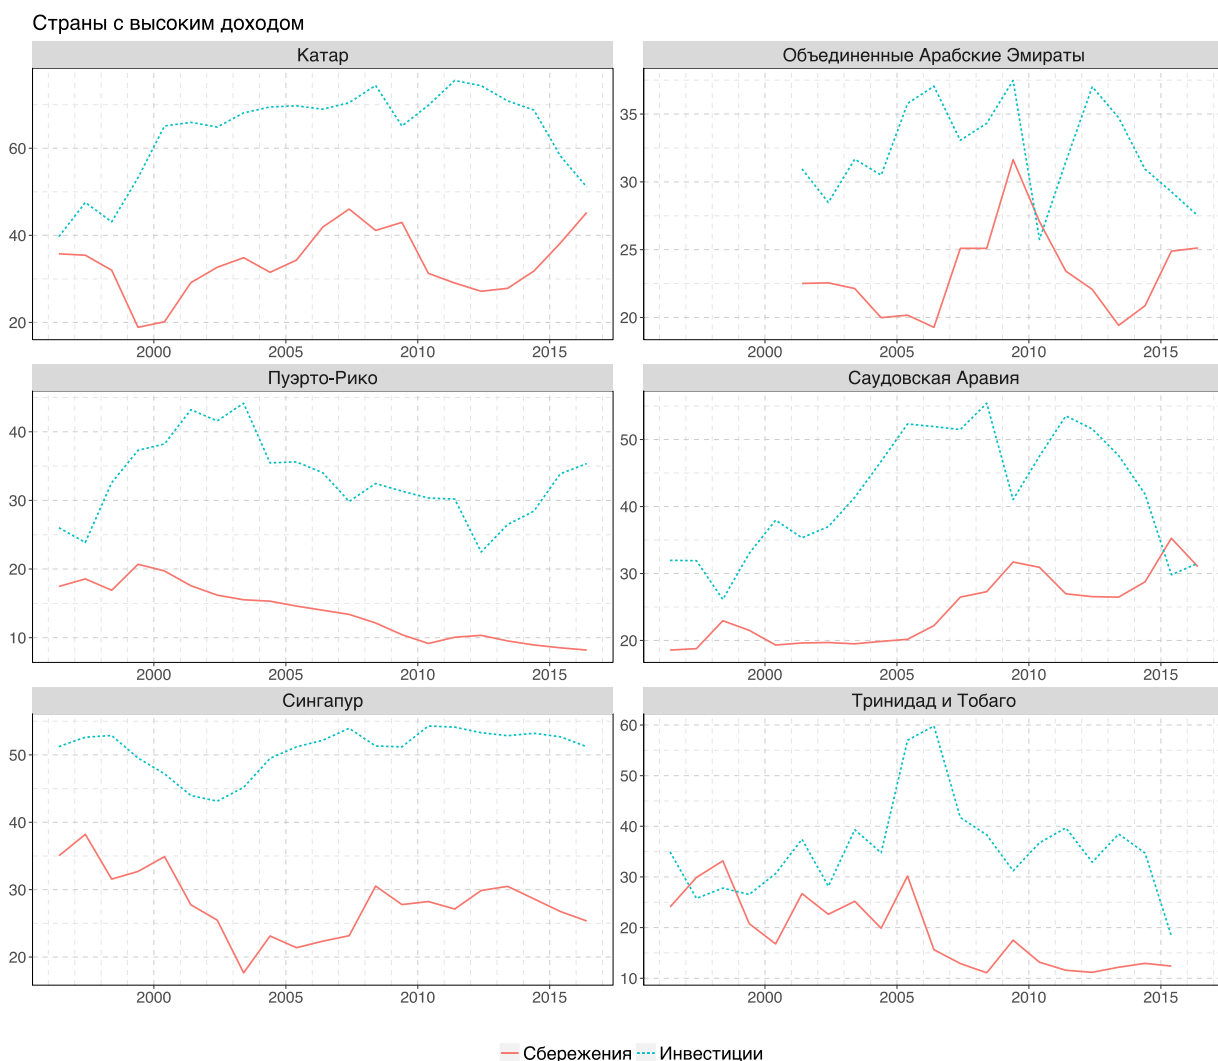 Страны с высоким доходом
Катар
Объединенные Арабские Эмираты
60
40
20
35
30
25
20
2000 2005 2010 2015
2000 2005 2010 2015
Пуэрто-Рико
Саудовская Аравия
40
30
20
10
50
40
30
20
2000 2005 2010 2015
2000 2005 2010 2015
Сингапур
Тринидад и Тобаго
50
40
30
20
60
50
40
30
20
10
2000 2005 2010 2015
2000 2005 2010 2015
Сбережения Инвестиции